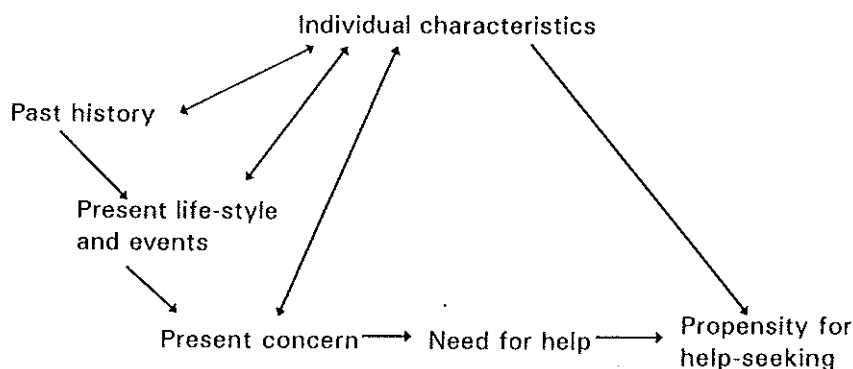 Individual characteristics
Past history
Present life-style
and events
Present concern
Need for help
Propensity for
help-seeking